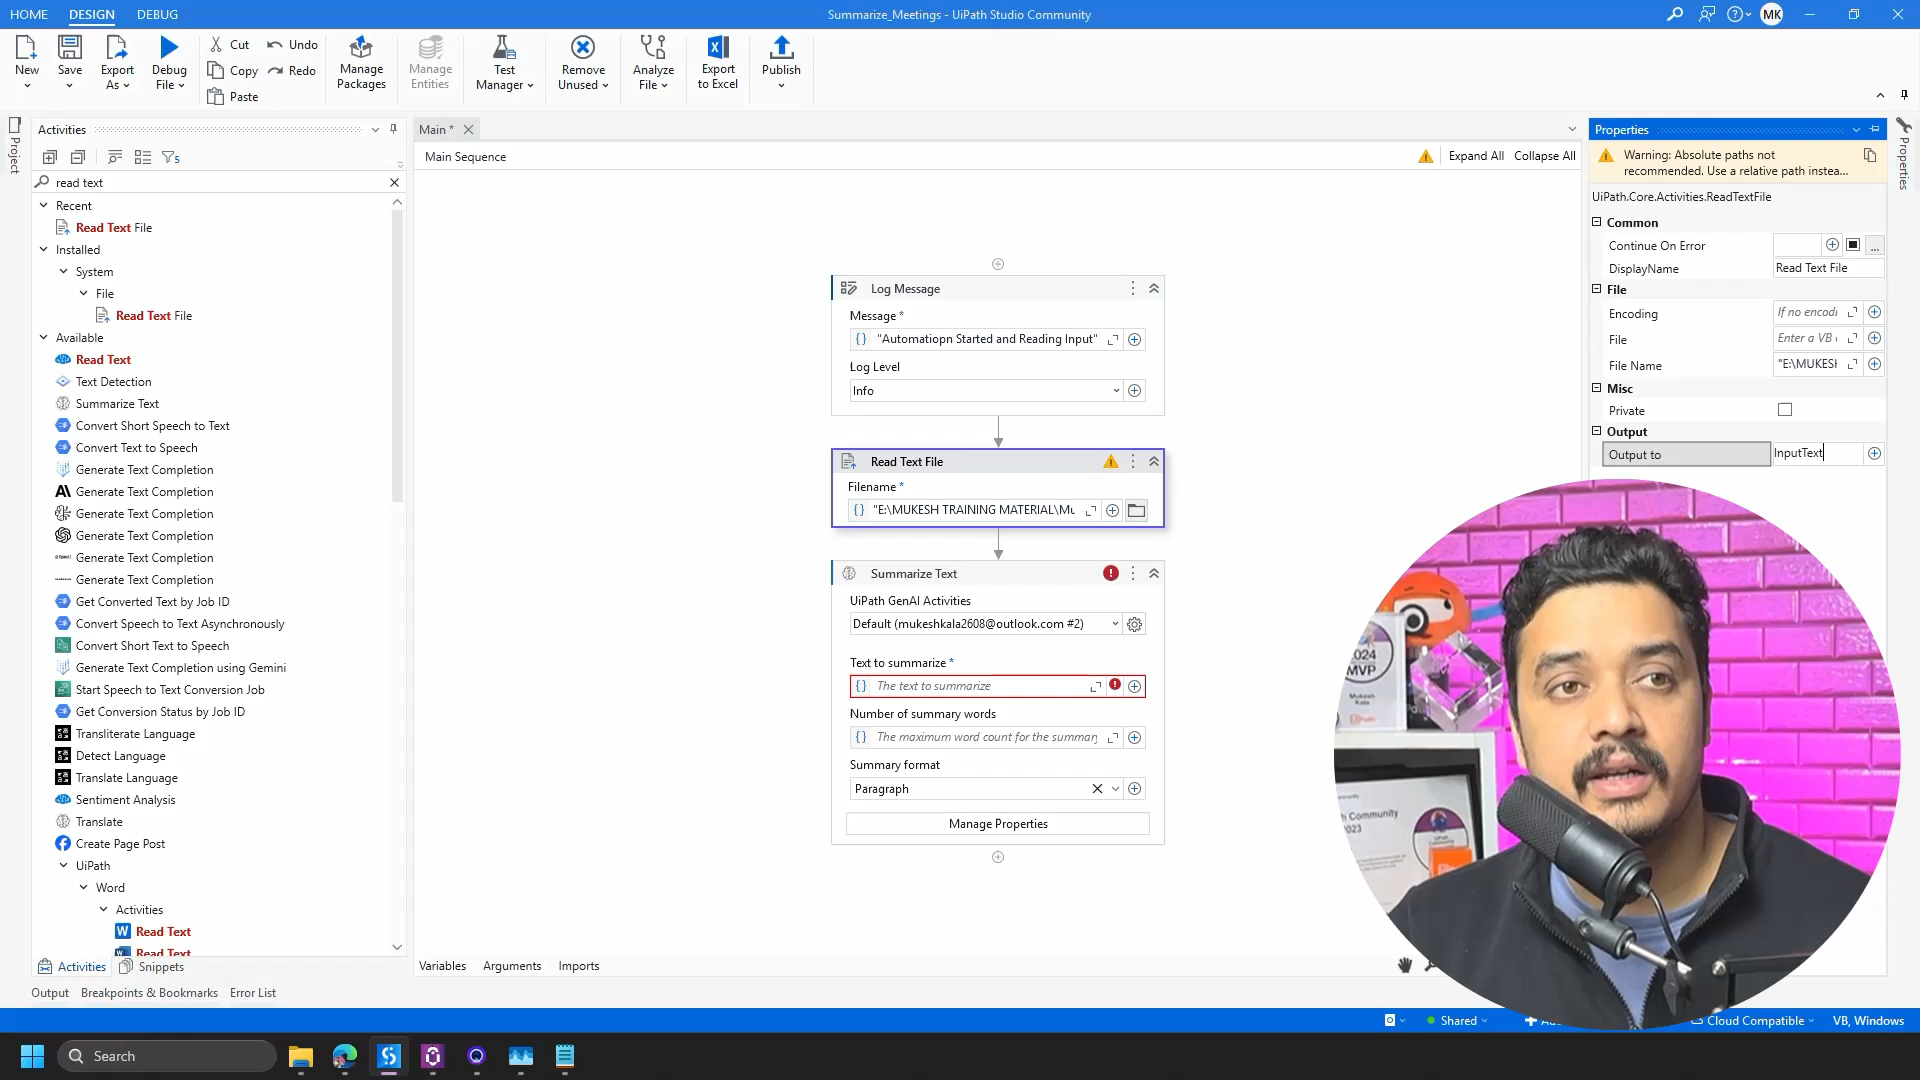 HOME DESIGN DEBUG
Summarize_Meetings - UiPath Studio Community
MK
New
Save
Export As
Debug File
Cut
Copy
Paste
Undo
Redo
Manage Packages
Manage Entities
Test Manager
Remove Unused
Analyze File
Export to Excel
Publish
Project
Activities
5
read text
Recent
Read Text File
Installed
System
File
Read Text File
Available
Read Text
Text Detection
Summarize Text
Convert Short Speech to Text
Convert Text to Speech
Generate Text Completion
Generate Text Completion
Generate Text Completion
Generate Text Completion
Generate Text Completion
Generate Text Completion
Get Converted Text by Job ID
Convert Speech to Text Asynchronously
Convert Short Text to Speech
Generate Text Completion using Gemini
Start Speech to Text Conversion Job
Get Conversion Status by Job ID
Transliterate Language
Detect Language
Translate Language
Sentiment Analysis
Translate
Create Page Post
UiPath
Word
Activities
Read Text
Read Text
Activities Snippets
Main *
Main Sequence
Expand All Collapse All
Log Message
Message *
"Automatiopn Started and Reading Input"
Log Level
Info
Read Text File
Filename *
"E:\MUKESH TRAINING MATERIAL\Mu
Summarize Text
UiPath GenAI Activities
Default (mukeshkala2608@outlook.com #2)
Text to summarize *
The text to summarize
Number of summary words
The maximum word count for the summary
Summary format
Paragraph
Manage Properties
Variables Arguments Imports
Properties
Warning: Absolute paths not
recommended. Use a relative path instea...
UiPath.Core.Activities.ReadTextFile
Common
Continue On Error
...
DisplayName Read Text File
File
Encoding If no encodi
File Enter a VB
File Name "E:\MUKESH
Misc
Private
Output
Output to InputText
Properties
2024
MVP
Mukesh
Kala
Community
2023
Output Breakpoints & Bookmarks Error List
Shared
Cloud Compatible
VB, Windows
Search